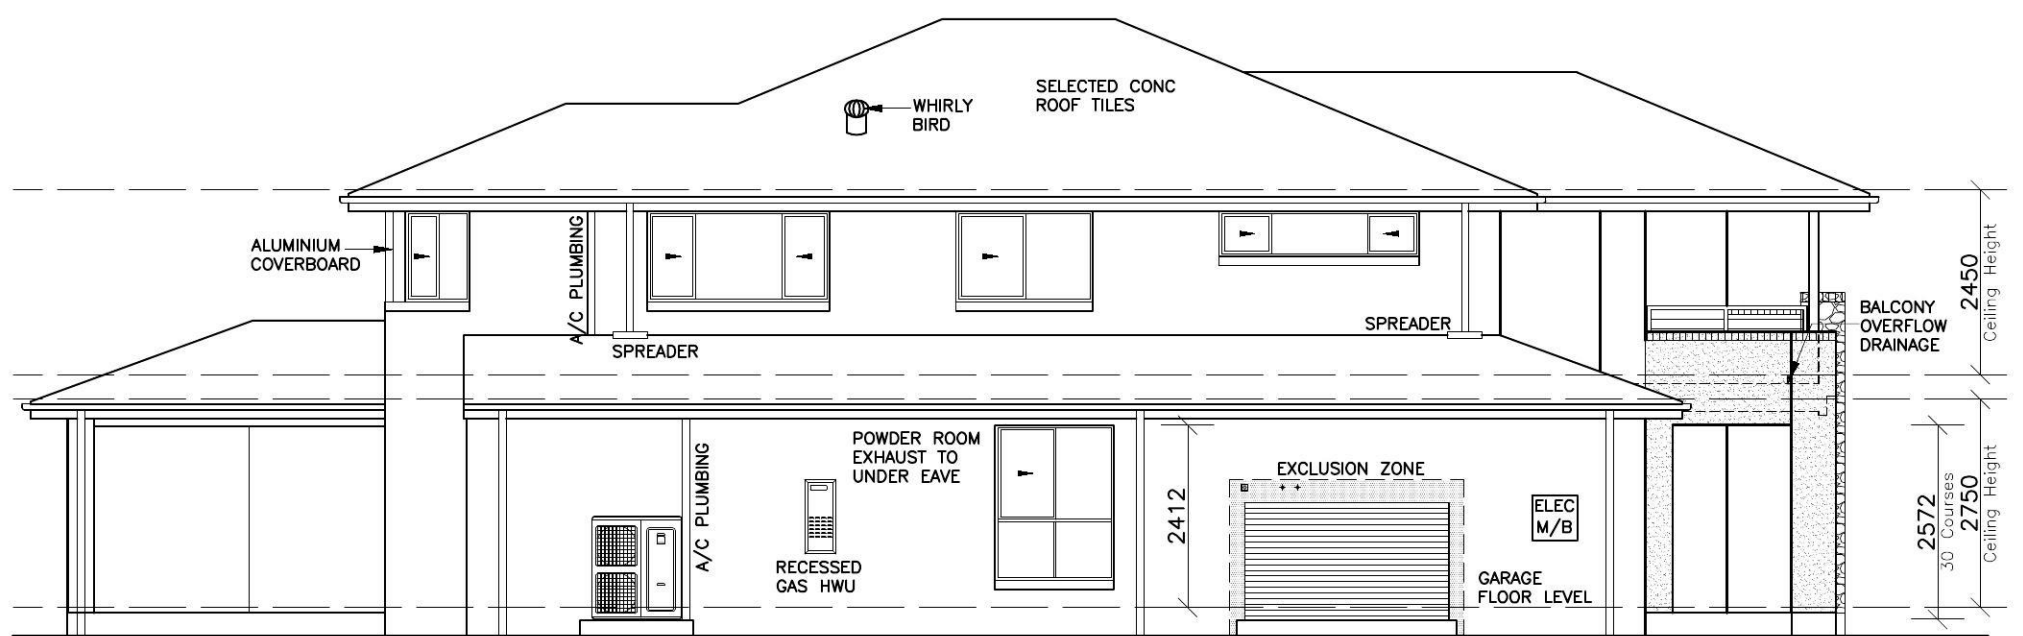 SELECTED CONC
ROOF TILES
WHIRLY
BIRD
ALUMINIUM
COVERBOARD
A/C PLUMBING
SPREADER
SPREADER
2450
Ceiling Height
BALCONY
OVERFLOW
DRAINAGE
POWDER ROOM
EXHAUST TO
UNDER EAVE
A/C PLUMBING
RECESSED
GAS HWU
2412
EXCLUSION ZONE
ELEC
M/B
GARAGE
FLOOR LEVEL
2572
30 Courses
2750
Ceiling Height